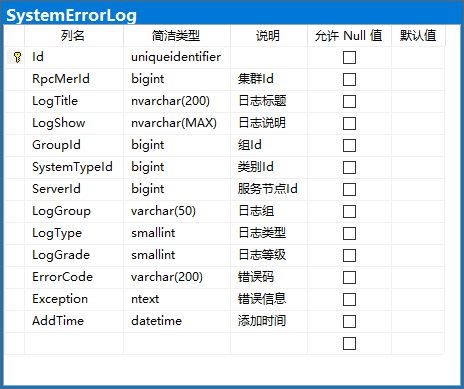 SystemErrorLog
列名 简洁类型 说明 允许 Null 值 默认值
Id uniqueidentifier
RpcMerId bigint 集群Id
LogTitle nvarchar(200) 日志标题
LogShow nvarchar(MAX) 日志说明
GroupId bigint 组Id
SystemTypeId bigint 类别Id
ServerId bigint 服务节点Id
LogGroup varchar(50) 日志组
LogType smallint 日志类型
LogGrade smallint 日志等级
ErrorCode varchar(200) 错误码
Exception ntext 错误信息
AddTime datetime 添加时间